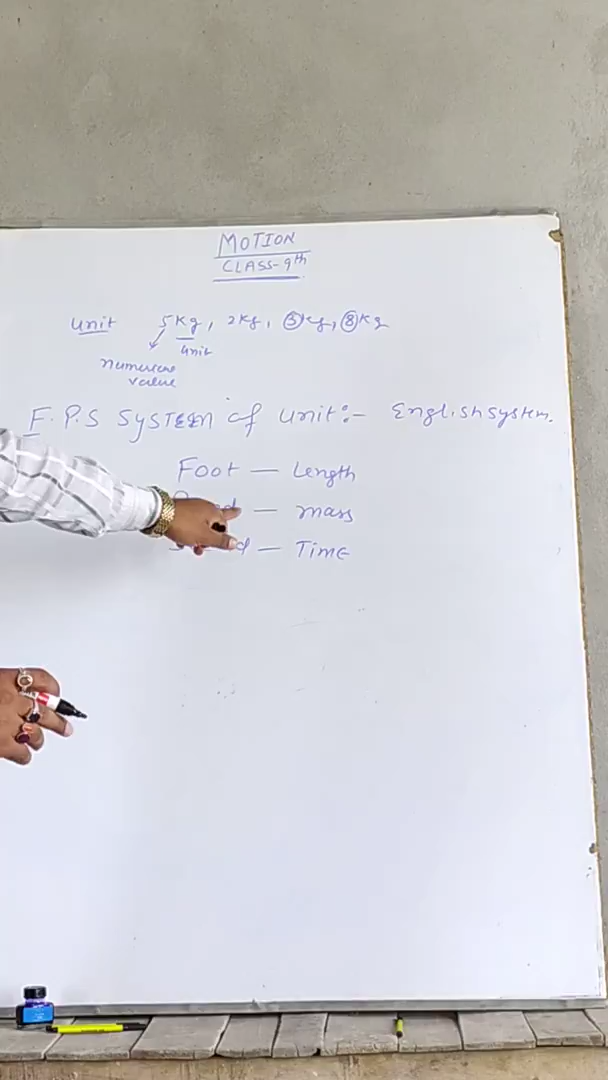 MOTION
CLASS-9th
Unit 5kg, 2kg, 5kg, 8kg
unit
numerical
value
F.P.S SYSTEM of unit:- English system.
Foot — Length
— mass
— Time